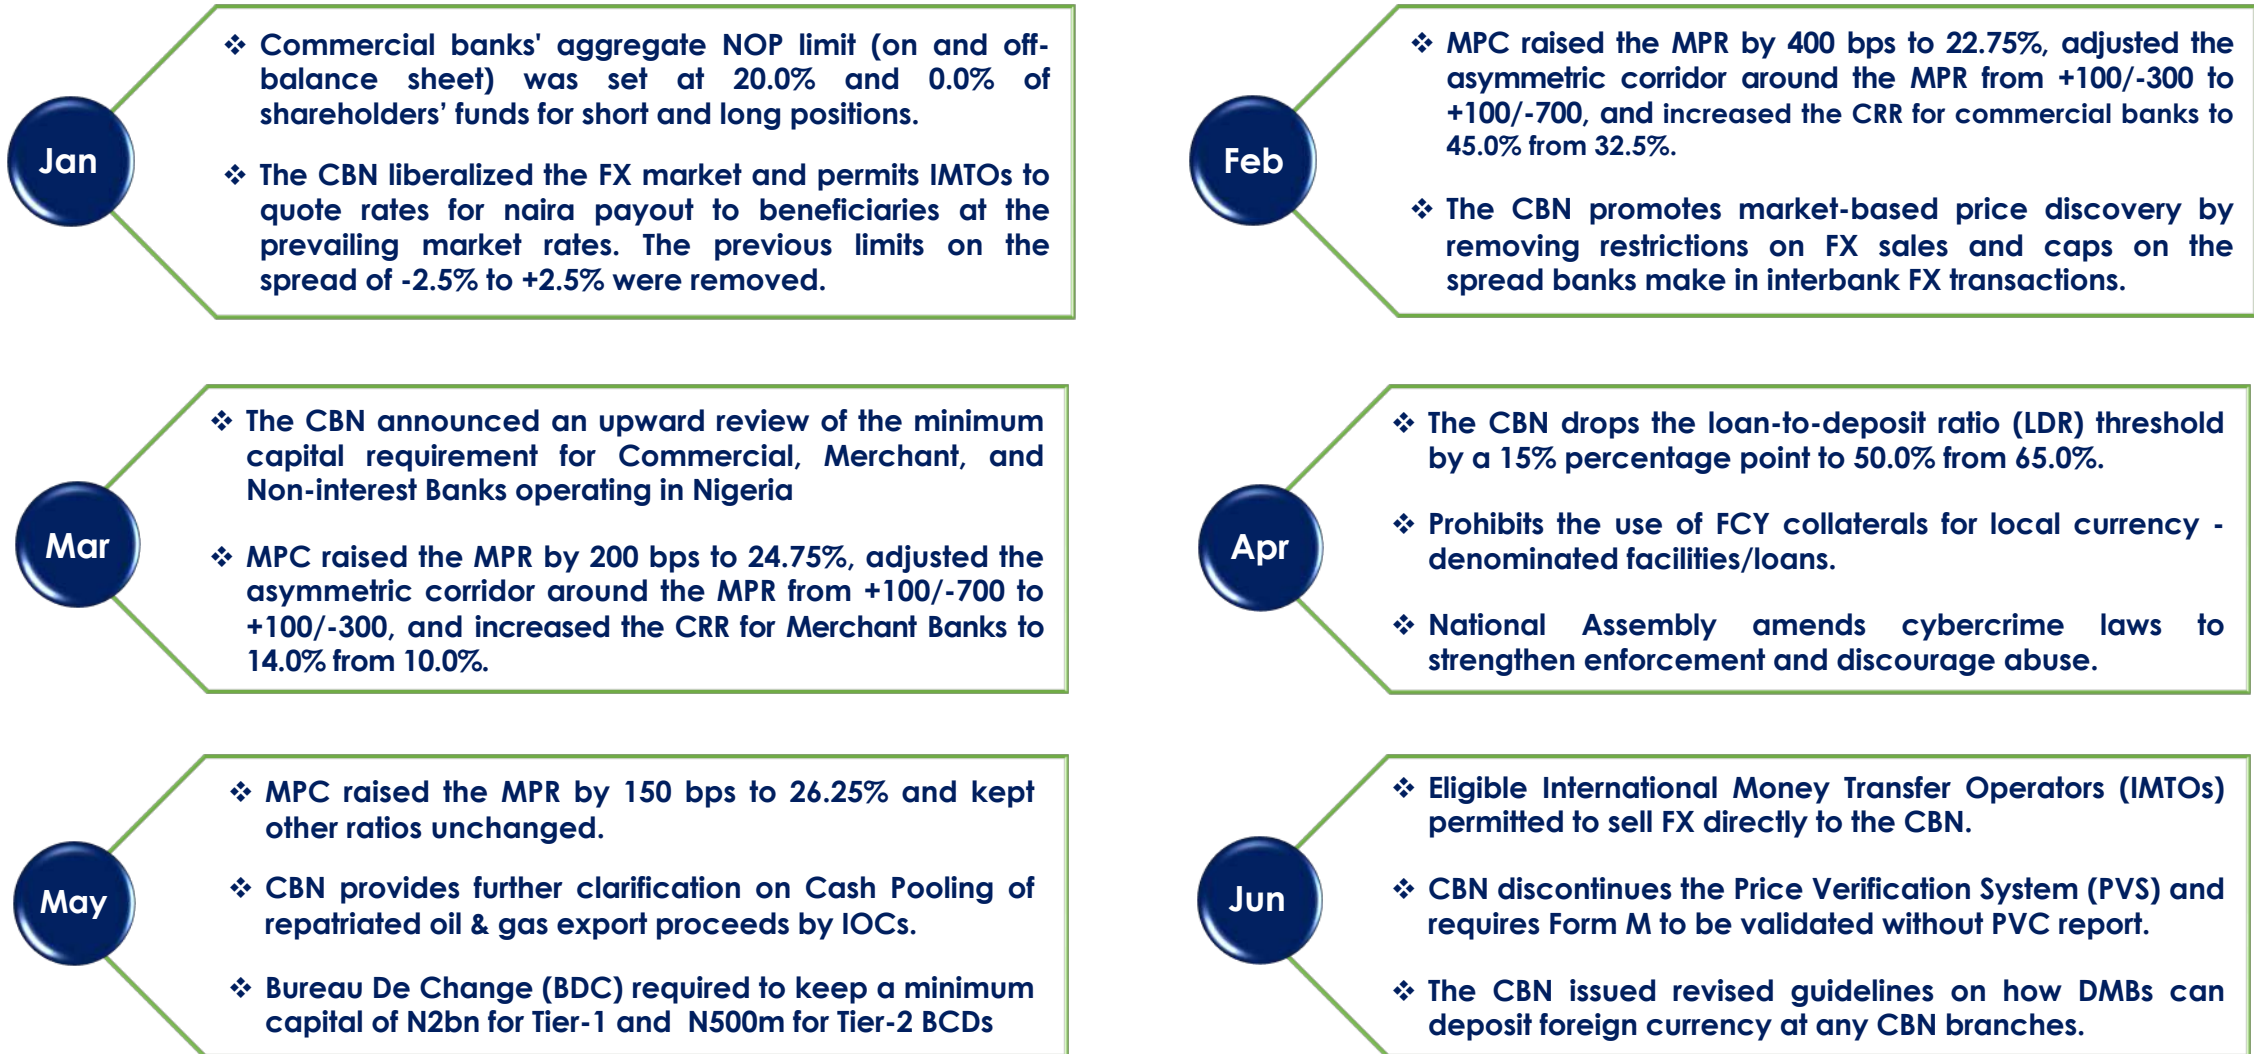 Jan
❖ Commercial banks' aggregate NOP limit (on and off-
balance sheet) was set at 20.0% and 0.0% of
shareholders’ funds for short and long positions.
❖ The CBN liberalized the FX market and permits IMTOs to
quote rates for naira payout to beneficiaries at the
prevailing market rates. The previous limits on the
spread of -2.5% to +2.5% were removed.
Feb
❖ MPC raised the MPR by 400 bps to 22.75%, adjusted the
asymmetric corridor around the MPR from +100/-300 to
+100/-700, and increased the CRR for commercial banks to
45.0% from 32.5%.
❖ The CBN promotes market-based price discovery by
removing restrictions on FX sales and caps on the
spread banks make in interbank FX transactions.
Mar
❖ The CBN announced an upward review of the minimum
capital requirement for Commercial, Merchant, and
Non-interest Banks operating in Nigeria
❖ MPC raised the MPR by 200 bps to 24.75%, adjusted the
asymmetric corridor around the MPR from +100/-700 to
+100/-300, and increased the CRR for Merchant Banks to
14.0% from 10.0%.
Apr
❖ The CBN drops the loan-to-deposit ratio (LDR) threshold
by a 15% percentage point to 50.0% from 65.0%.
❖ Prohibits the use of FCY collaterals for local currency -
denominated facilities/loans.
❖ National Assembly amends cybercrime laws to
strengthen enforcement and discourage abuse.
May
❖ MPC raised the MPR by 150 bps to 26.25% and kept
other ratios unchanged.
❖ CBN provides further clarification on Cash Pooling of
repatriated oil & gas export proceeds by IOCs.
❖ Bureau De Change (BDC) required to keep a minimum
capital of N2bn for Tier-1 and N500m for Tier-2 BCDs
Jun
❖ Eligible International Money Transfer Operators (IMTOs)
permitted to sell FX directly to the CBN.
❖ CBN discontinues the Price Verification System (PVS) and
requires Form M to be validated without PVC report.
❖ The CBN issued revised guidelines on how DMBs can
deposit foreign currency at any CBN branches.